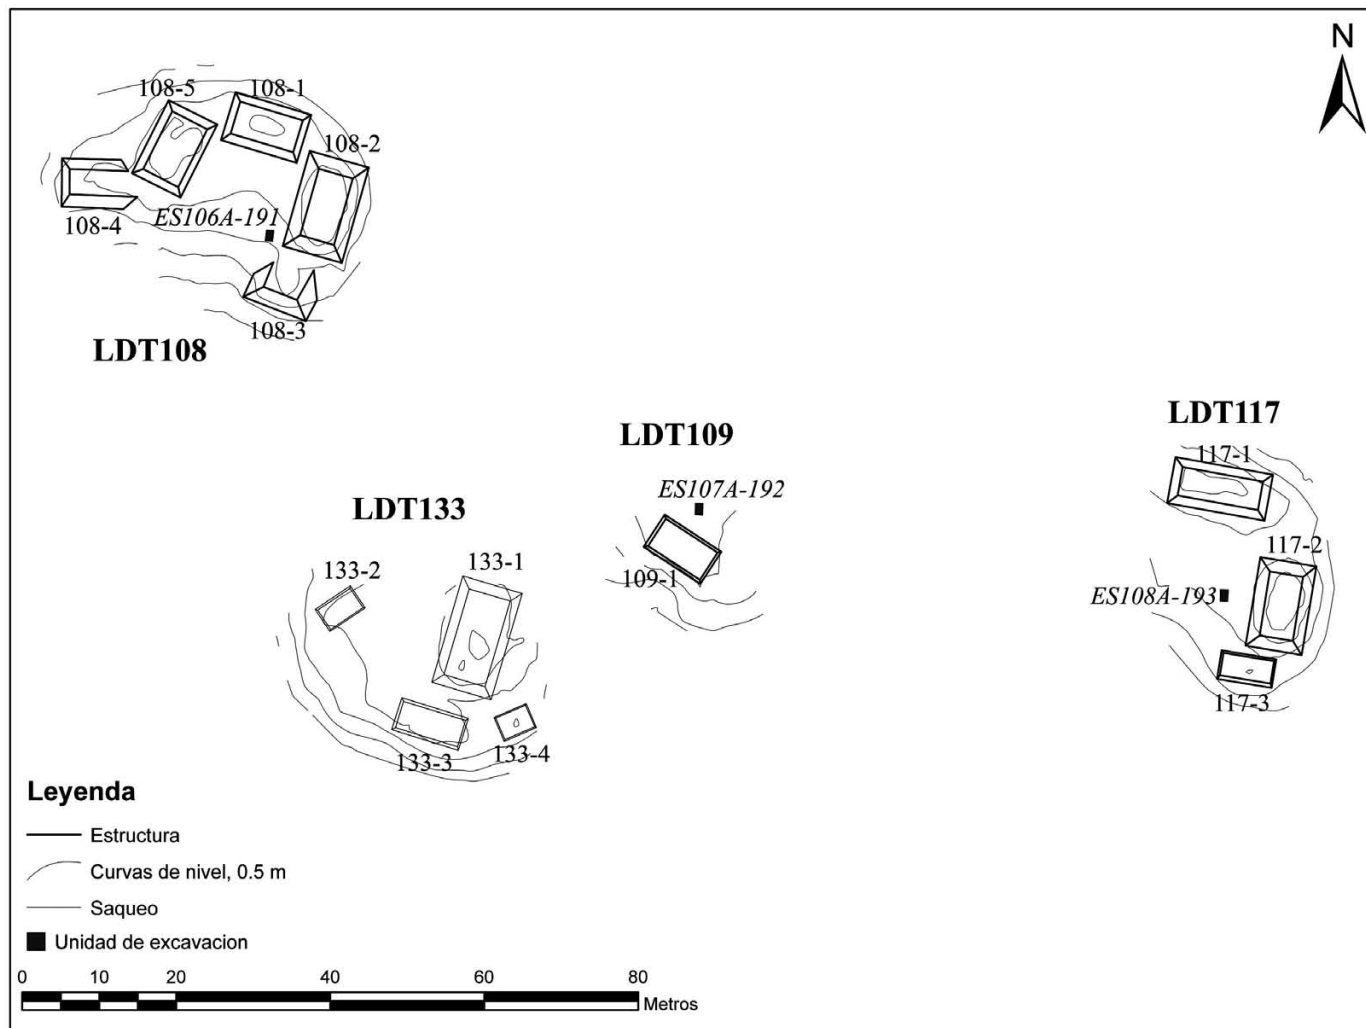 N
108-5
108-1
108-2
ES106A-191
108-4
108-3
LDT108
LDT109
LDT117
117-1
ES107A-192
LDT133
133-1
117-2
133-2
109-1
ES108A-193
117-3
133-3
133-4
Leyenda
Estructura
Curvas de nivel, 0.5 m
Saqueo
Unidad de excavacion
0 10 20 40 60 80
Metros